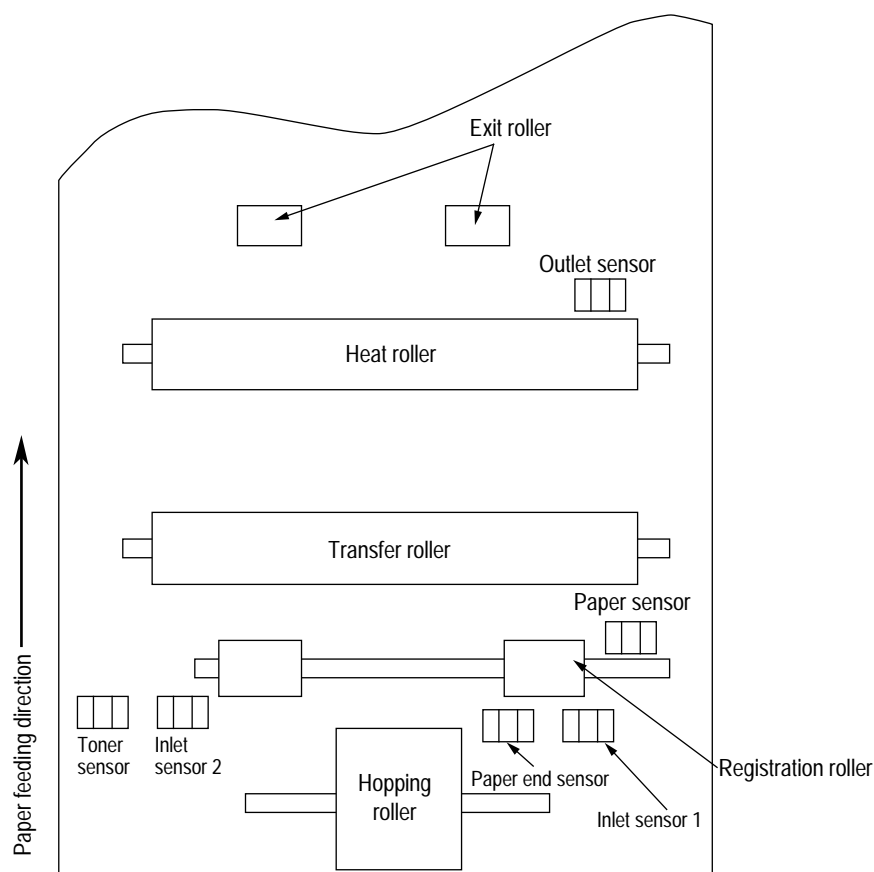 Exit roller
Outlet sensor
Heat roller
Transfer roller
Paper sensor
Toner
sensor
Inlet
sensor 2
Hopping
roller
Paper end sensor
Inlet sensor 1
Registration roller
Paper feeding direction